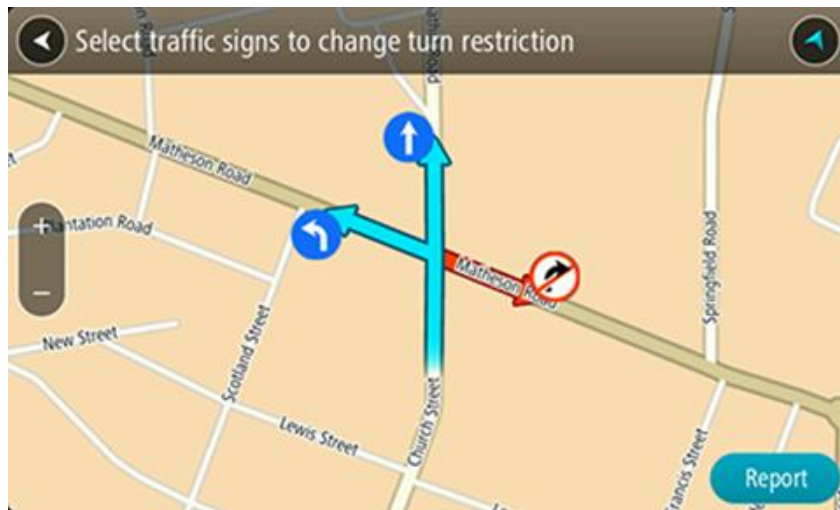 Select traffic signs to change turn restriction
Road
Matheson Road
Plantation Road
+
−
Matheson Road
Springfield Road
New Street
Scotland Street
Lewis Street
Church Street
Francis Street
Report